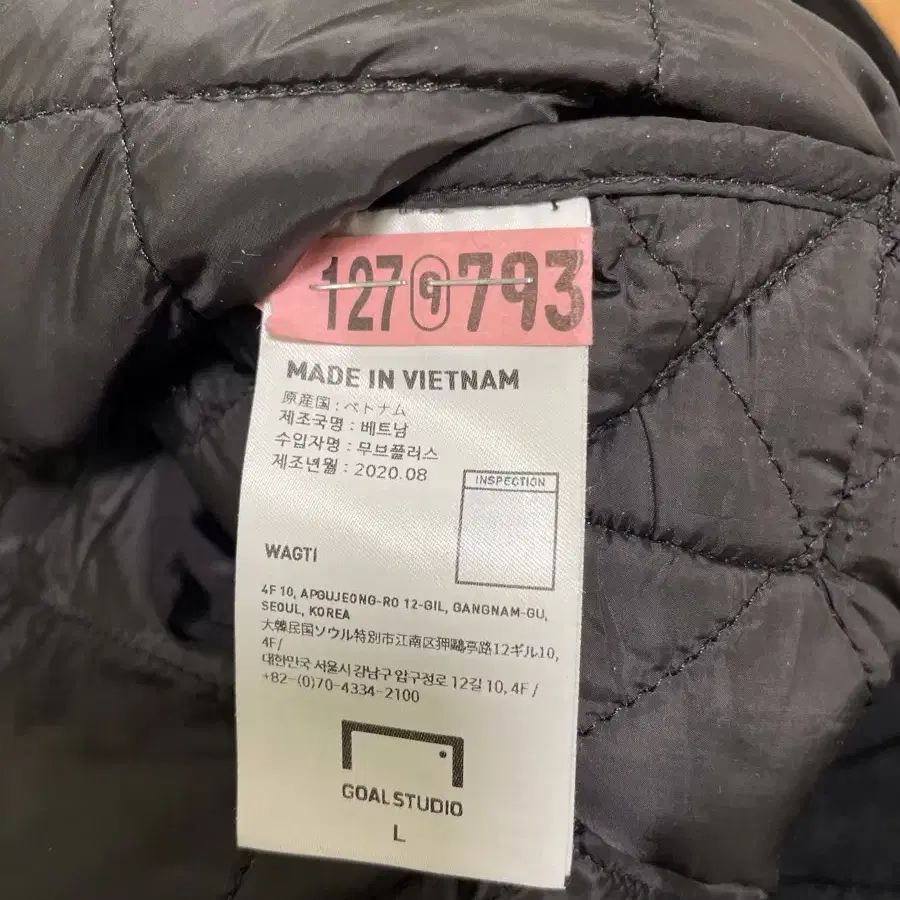 127 9 793
MADE IN VIETNAM
原産国 : ベトナム
제조국명 : 베트남
수입자명 : 무브플러스
제조년월 : 2020.08
INSPECTION
WAGTI
4F 10, APGUJEONG-RO 12-GIL, GANGNAM-GU,
SEOUL, KOREA
大韓民国ソウル特別市江南区狎鷗亭路12ギル10,
4F/
대한민국 서울시 강남구 압구정로 12길 10, 4F /
+82-(0)70-4334-2100
GOALSTUDIO
L